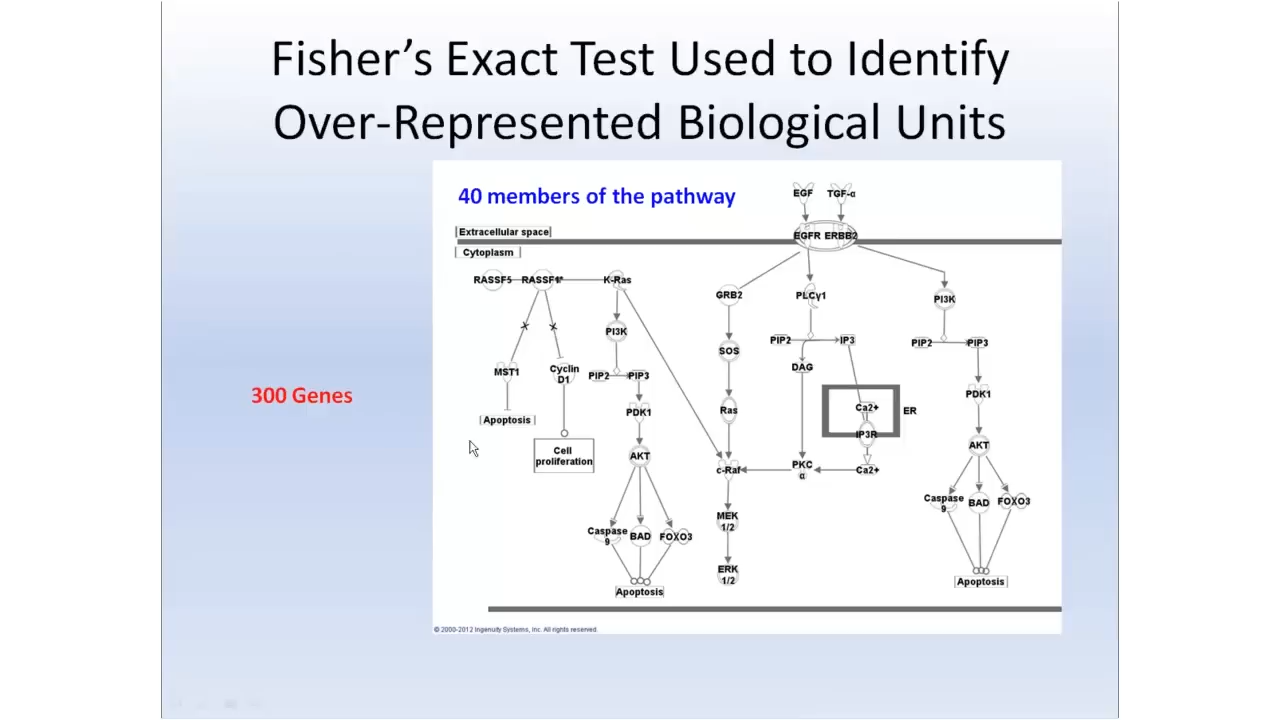 Fisher’s Exact Test Used to Identify
Over-Represented Biological Units
40 members of the pathway
300 Genes
EGF
TGF-α
Extracellular space
EGFR ERBB2
Cytoplasm
RASSF5
RASSF1*
K-Ras
GRB2
PLCγ1
PI3K
PI3K
PIP2
IP3
PIP2
PIP3
SOS
DAG
MST1
Cyclin
D1
PIP2
PIP3
PDK1
Ca2+
ER
PDK1
Ras
Apoptosis
IP3R
AKT
Cell
proliferation
AKT
c-Raf
PKC
α
Ca2+
Caspase
9
BAD
FOXO3
MEK
1/2
Caspase
9
BAD
FOXO3
ERK
1/2
Apoptosis
Apoptosis
© 2000-2012 Ingenuity Systems, Inc. All rights reserved.